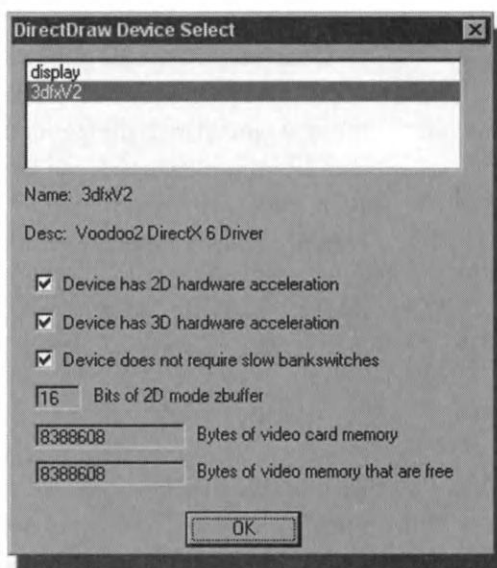 DirectDraw Device Select
display
3dfxV2
Name: 3dfxV2
Desc: Voodoo2 DirectX 6 Driver
Device has 2D hardware acceleration
Device has 3D hardware acceleration
Device does not require slow bankswitches
16 Bits of 2D mode zbuffer
8388608 Bytes of video card memory
8388608 Bytes of video memory that are free
OK